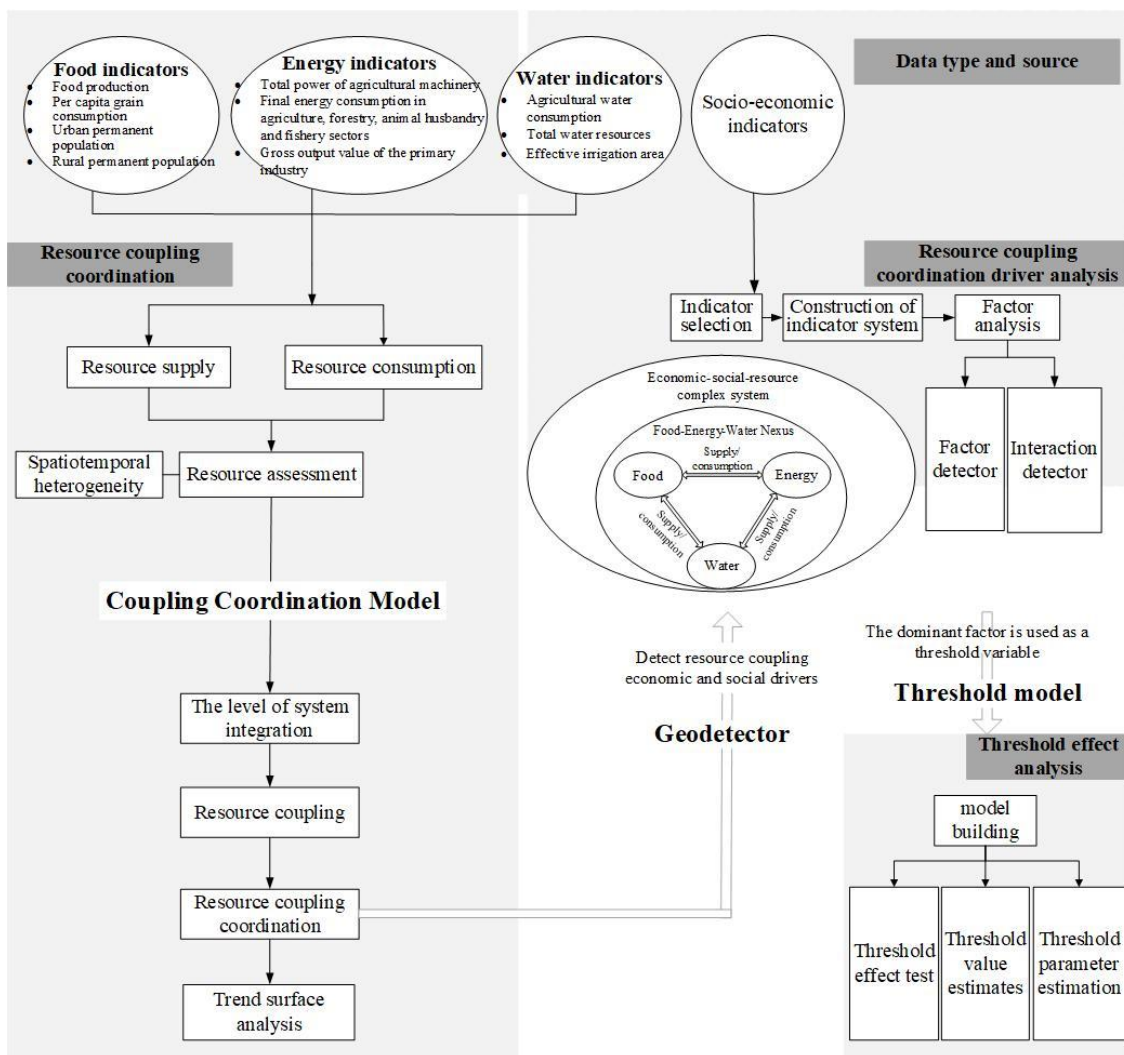 Food indicators
Food production
Per capita grain
consumption
Urban permanent
population
Rural permanent population
Energy indicators
Total power of agricultural machinery
Final energy consumption in
agriculture, forestry, animal husbandry
and fishery sectors
Gross output value of the primary
industry
Water indicators
Agricultural water
consumption
Total water resources
Effective irrigation area
Socio-economic
indicators
Data type and source
Resource coupling
coordination
Resource coupling
coordination driver analysis
Indicator
selection
Construction of
indicator system
Factor
analysis
Resource supply
Resource consumption
Factor
detector
Interaction
detector
Economic-social-resource
complex system
Food-Energy-Water Nexus
Supply/
consumption
Food
Energy
Supply/
consumption
Supply/
consumption
Water
Spatiotemporal
heterogeneity
Resource assessment
Coupling Coordination Model
Detect resource coupling
economic and social drivers
Geodetector
The dominant factor is used as a
threshold variable
Threshold model
The level of system
integration
Resource coupling
Resource coupling
coordination
Trend surface
analysis
Threshold effect
analysis
model
building
Threshold
effect test
Threshold
value
estimates
Threshold
parameter
estimation